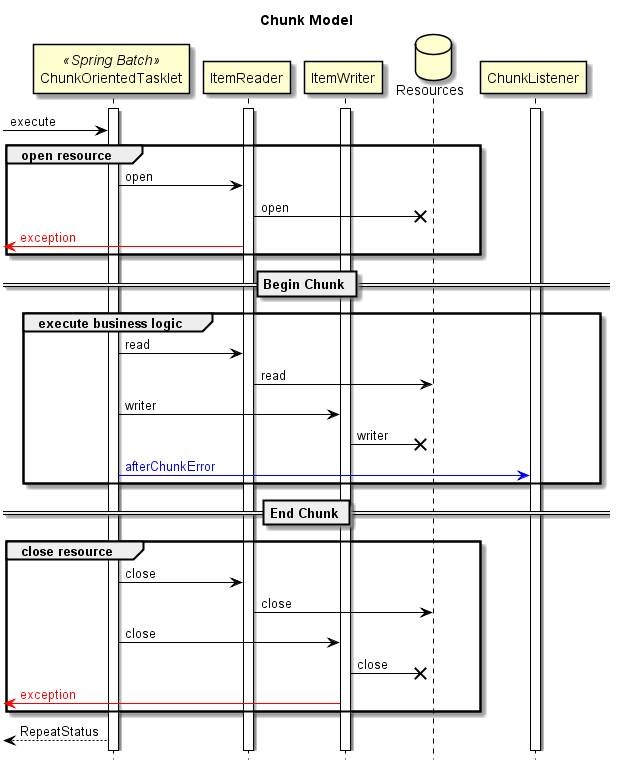 Chunk Model
«Spring Batch»
ChunkOrientedTasklet
ItemReader
ItemWriter
Resources
ChunkListener
execute
open resource
open
open
exception
Begin Chunk
execute business logic
read
read
writer
writer
afterChunkError
End Chunk
close resource
close
close
close
close
exception
RepeatStatus